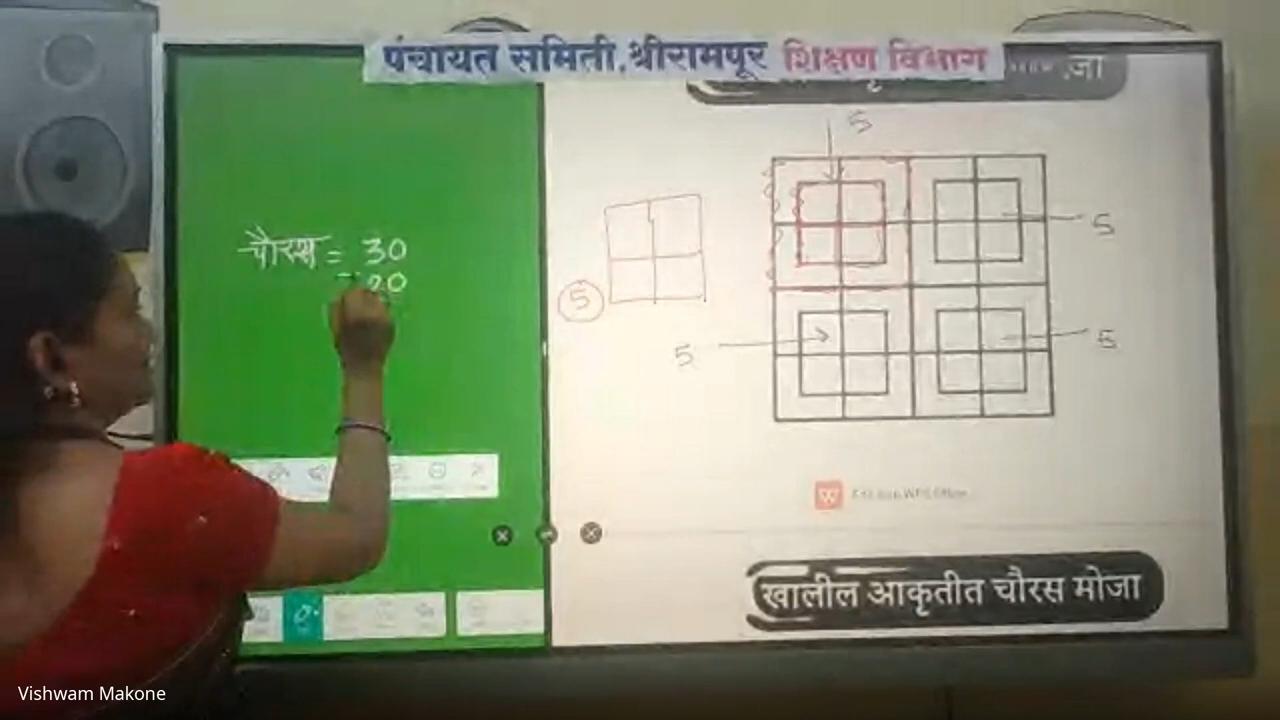 पंचायत समिती.श्रीरामपूर शिक्षण विभाग
चौरस = 30
20
5
5
5
5
5
खालील आकृतीत चौरस मोजा
Vishwam Makone